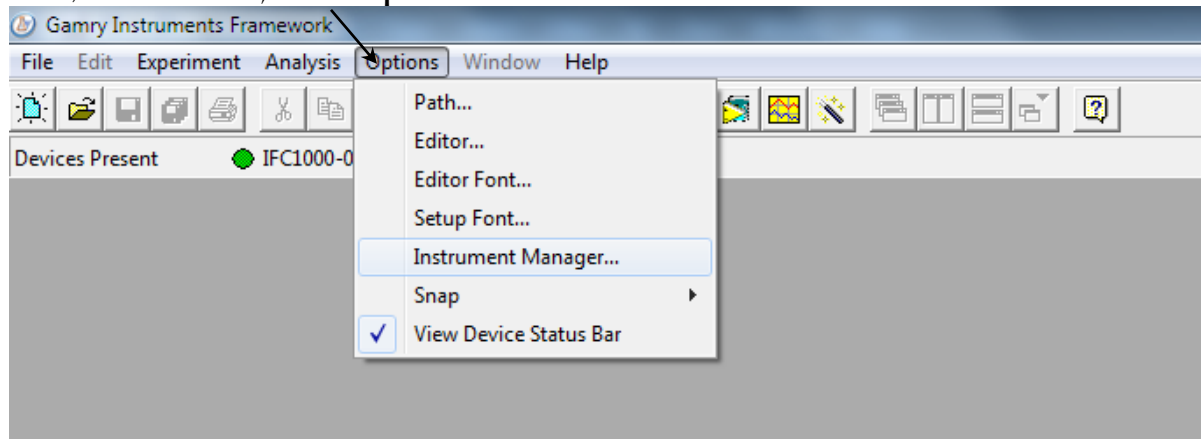 Gamry Instruments Framework
File Edit Experiment Analysis Options Window Help
Path...
Devices Present IFC1000-0
Editor...
Editor Font...
Setup Font...
Instrument Manager...
Snap
View Device Status Bar